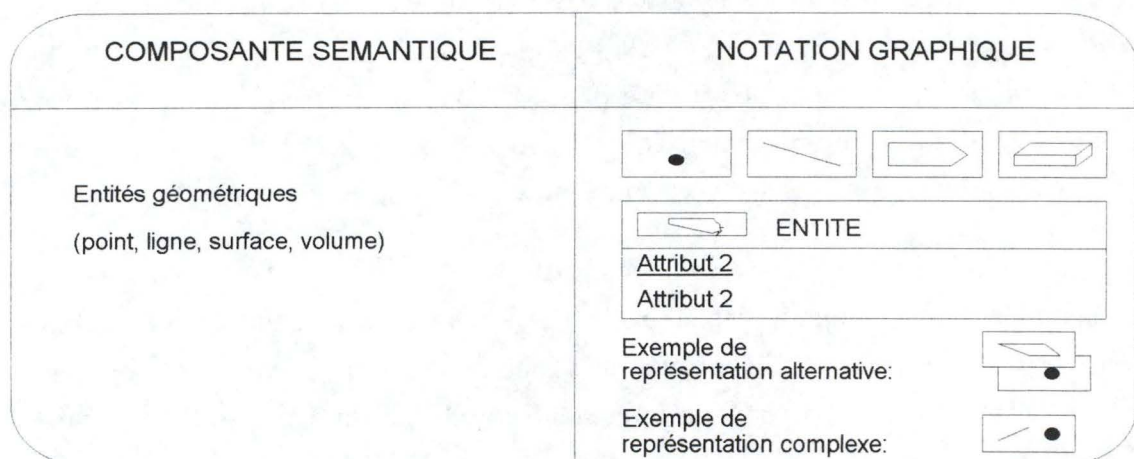 COMPOSANTE SEMANTIQUE
NOTATION GRAPHIQUE
Entités géométriques
(point, ligne, surface, volume)
ENTITE
Attribut 2
Attribut 2
Exemple de
représentation alternative:
Exemple de
représentation complexe: